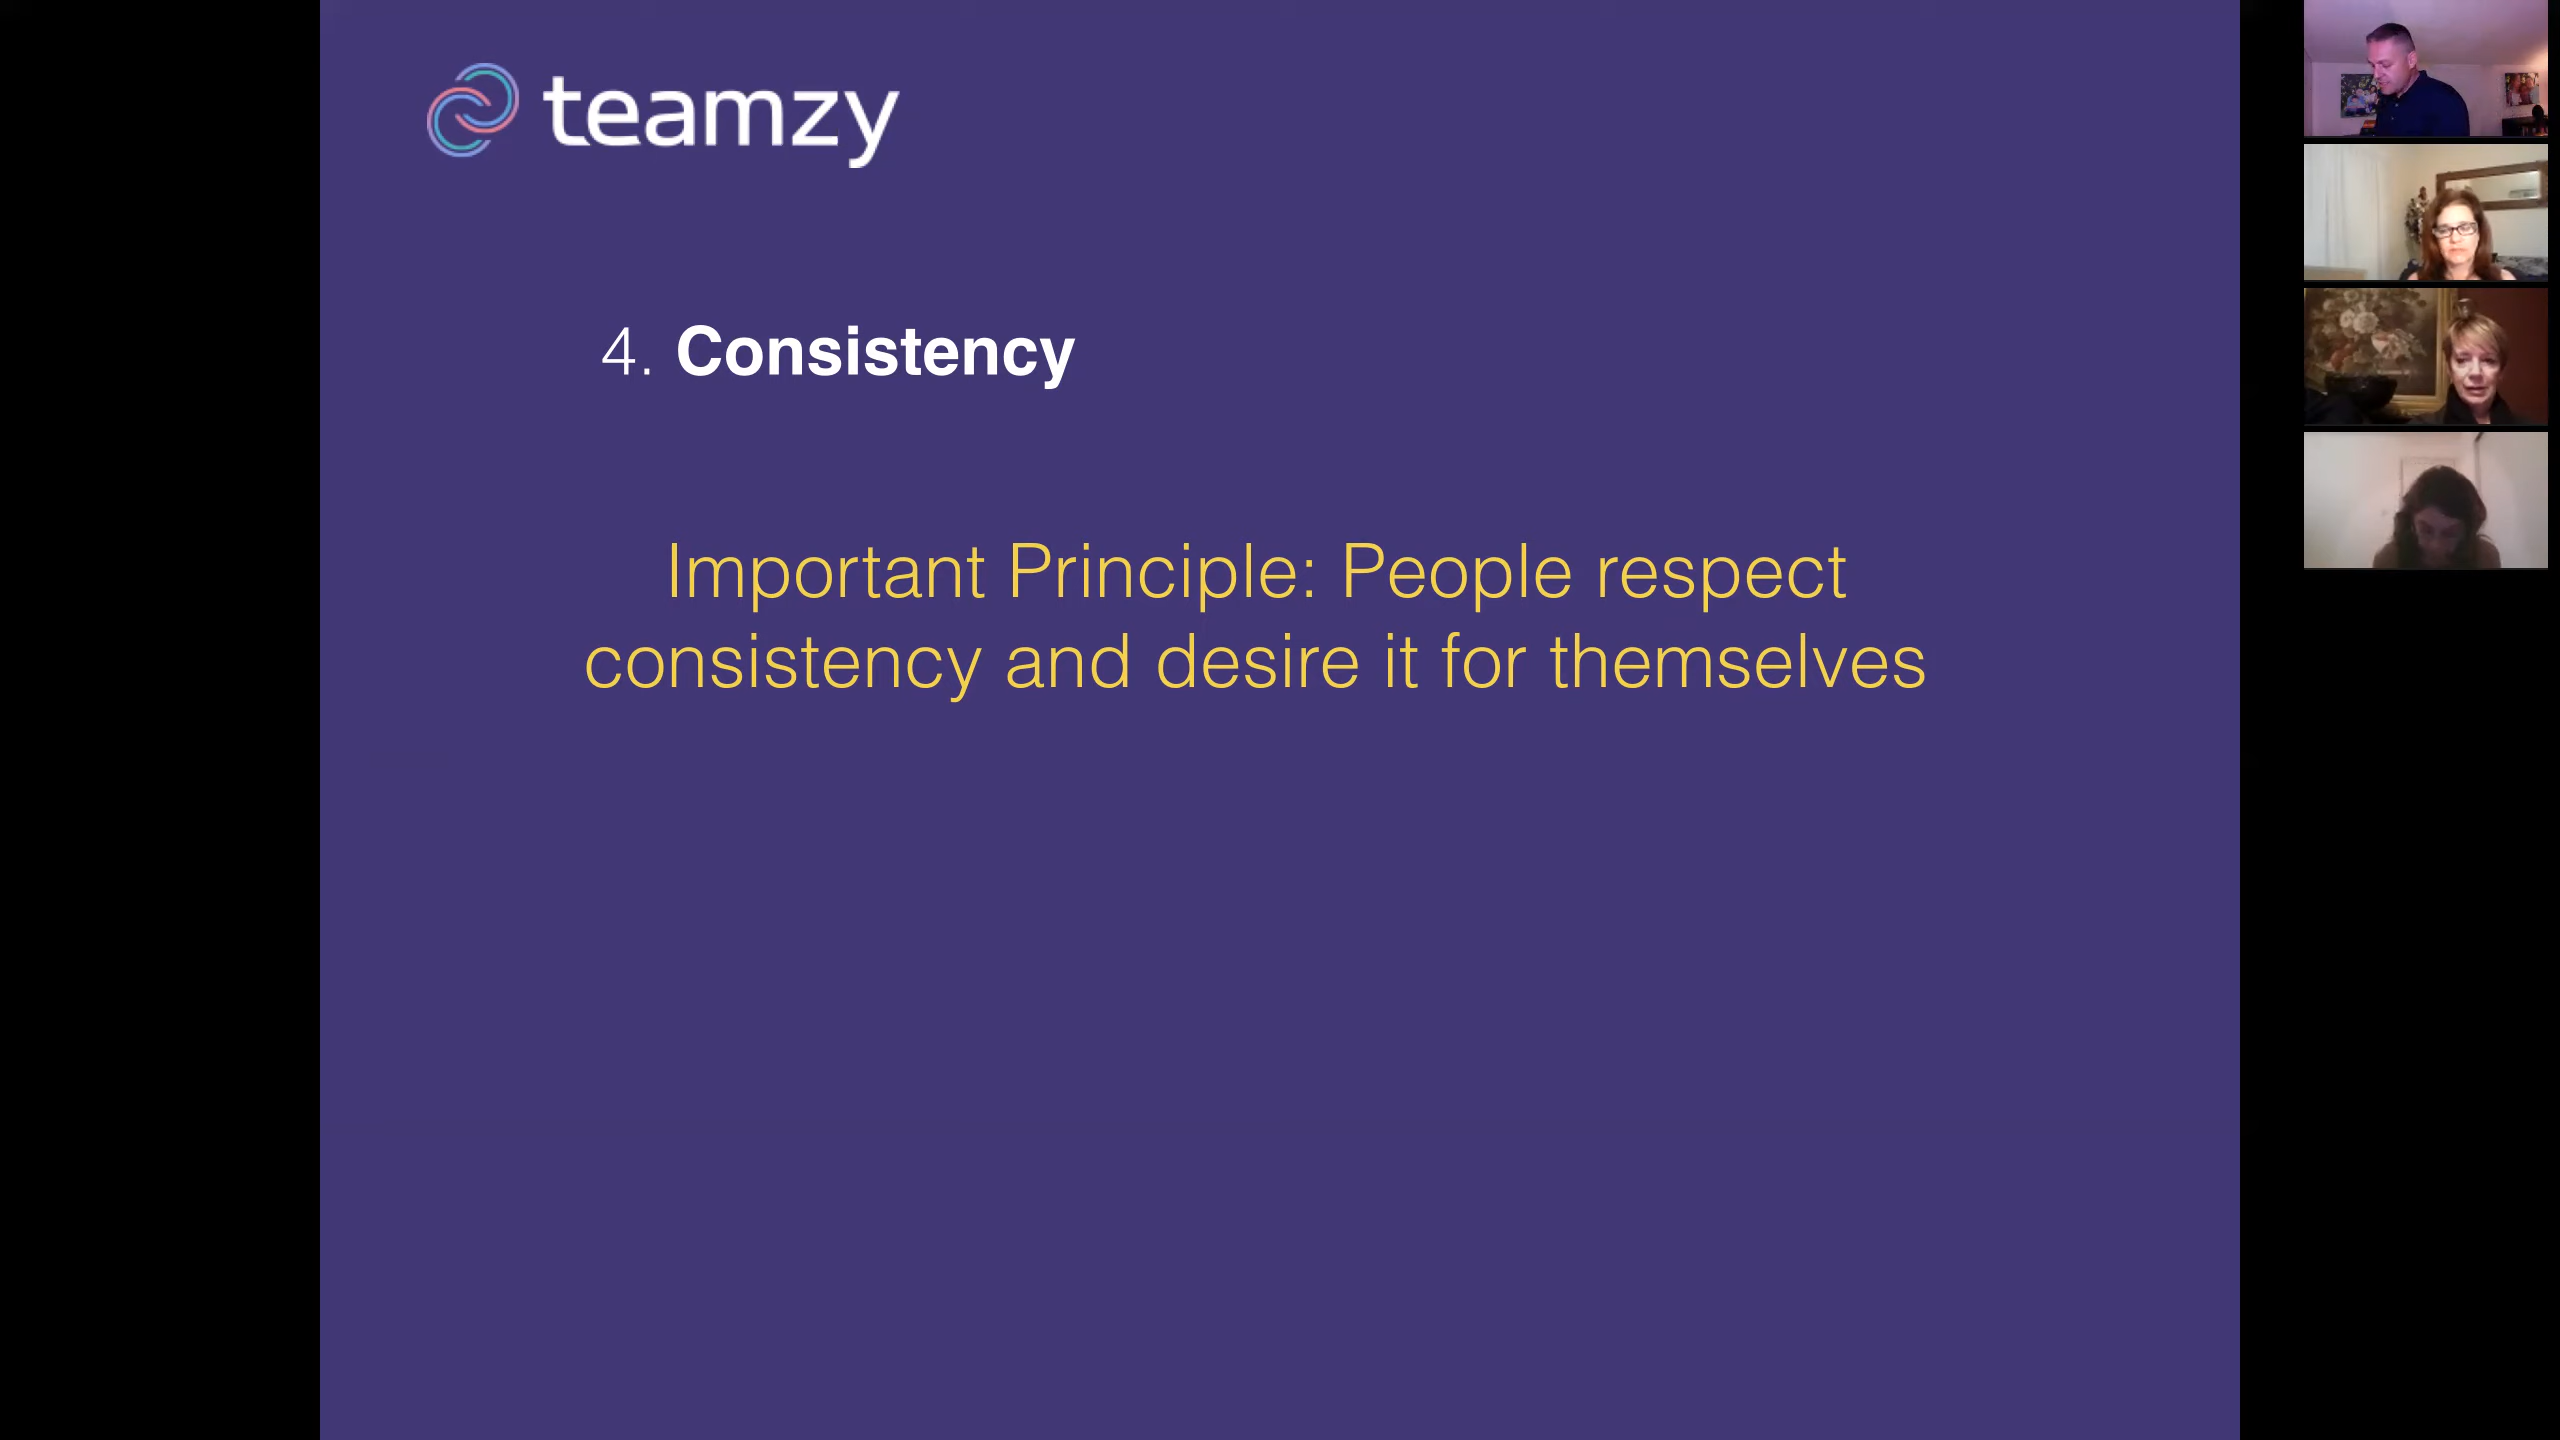 teamzy
4. Consistency
Important Principle: People respect
consistency and desire it for themselves